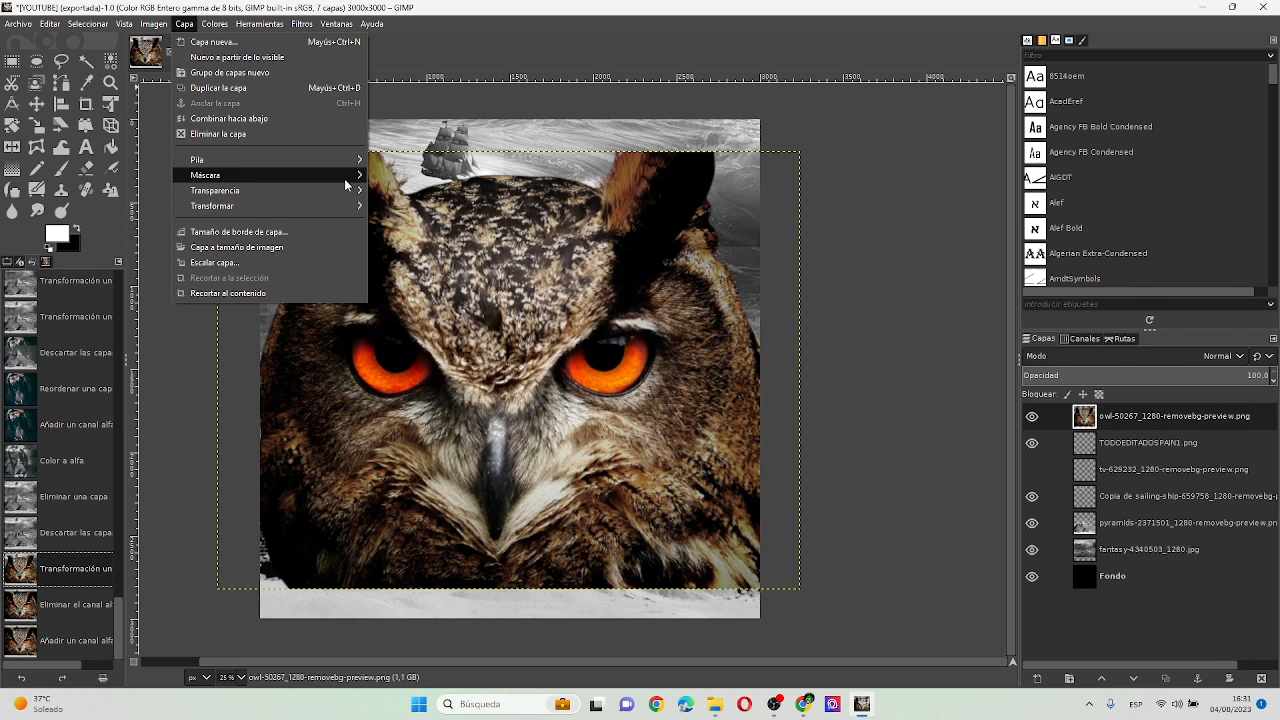 *[YOUTUBE] (exportado)-1.0 (Color RGB Entero gamma de 8 bits, GIMP built-in sRGB, 7 capas) 3000x3000 – GIMP
Archivo Editar Seleccionar Vista Imagen Capa Colores Herramientas Filtros Ventanas Ayuda
Capa nueva... Mayús+Ctrl+N
Nuevo a partir de lo visible
Grupo de capas nuevo
Duplicar la capa Mayús+Ctrl+D
Anclar la capa Ctrl+H
Combinar hacia abajo
Eliminar la capa
Pila
Máscara
Transparencia
Transformar
Tamaño de borde de capa...
Capa a tamaño de imagen
Escalar capa...
Recortar a la selección
Recortar al contenido
1000 1500 2000 2500 3000 3500 4000
Transformación un
Transformación un
Descartar las capa
Reordenar una cap
Añadir un canal alfa
Color a alfa
Eliminar una capa
Descartar las capa
Transformación un
Eliminar el canal al
Añadir un canal alfa
px 25 % owl-50267_1280-removebg-preview.png (1,1 GB)
filtro
Aa 8514oem
Aa AcadEref
Aa Agency FB Bold Condensed
Aa Agency FB Condensed
AIGDT
א Alef
א Alef Bold
AA Algerian Extra-Condensed
AmdtSymbols
introducir etiquetas
Capas Canales Rutas
Modo Normal
Opacidad 100,0
Bloquear:
owl-50267_1280-removebg-preview.png
TODOEDITADOSPAIN1.png
tv-629232_1280-removebg-preview.png
Copia de sailing-ship-659758_1280-removebg-
pyramids-2371501_1280-removebg-preview.pn
fantasy-4340503_1280.jpg
Fondo
37°C
Soleado
Búsqueda
ESP
16:31
04/08/2023